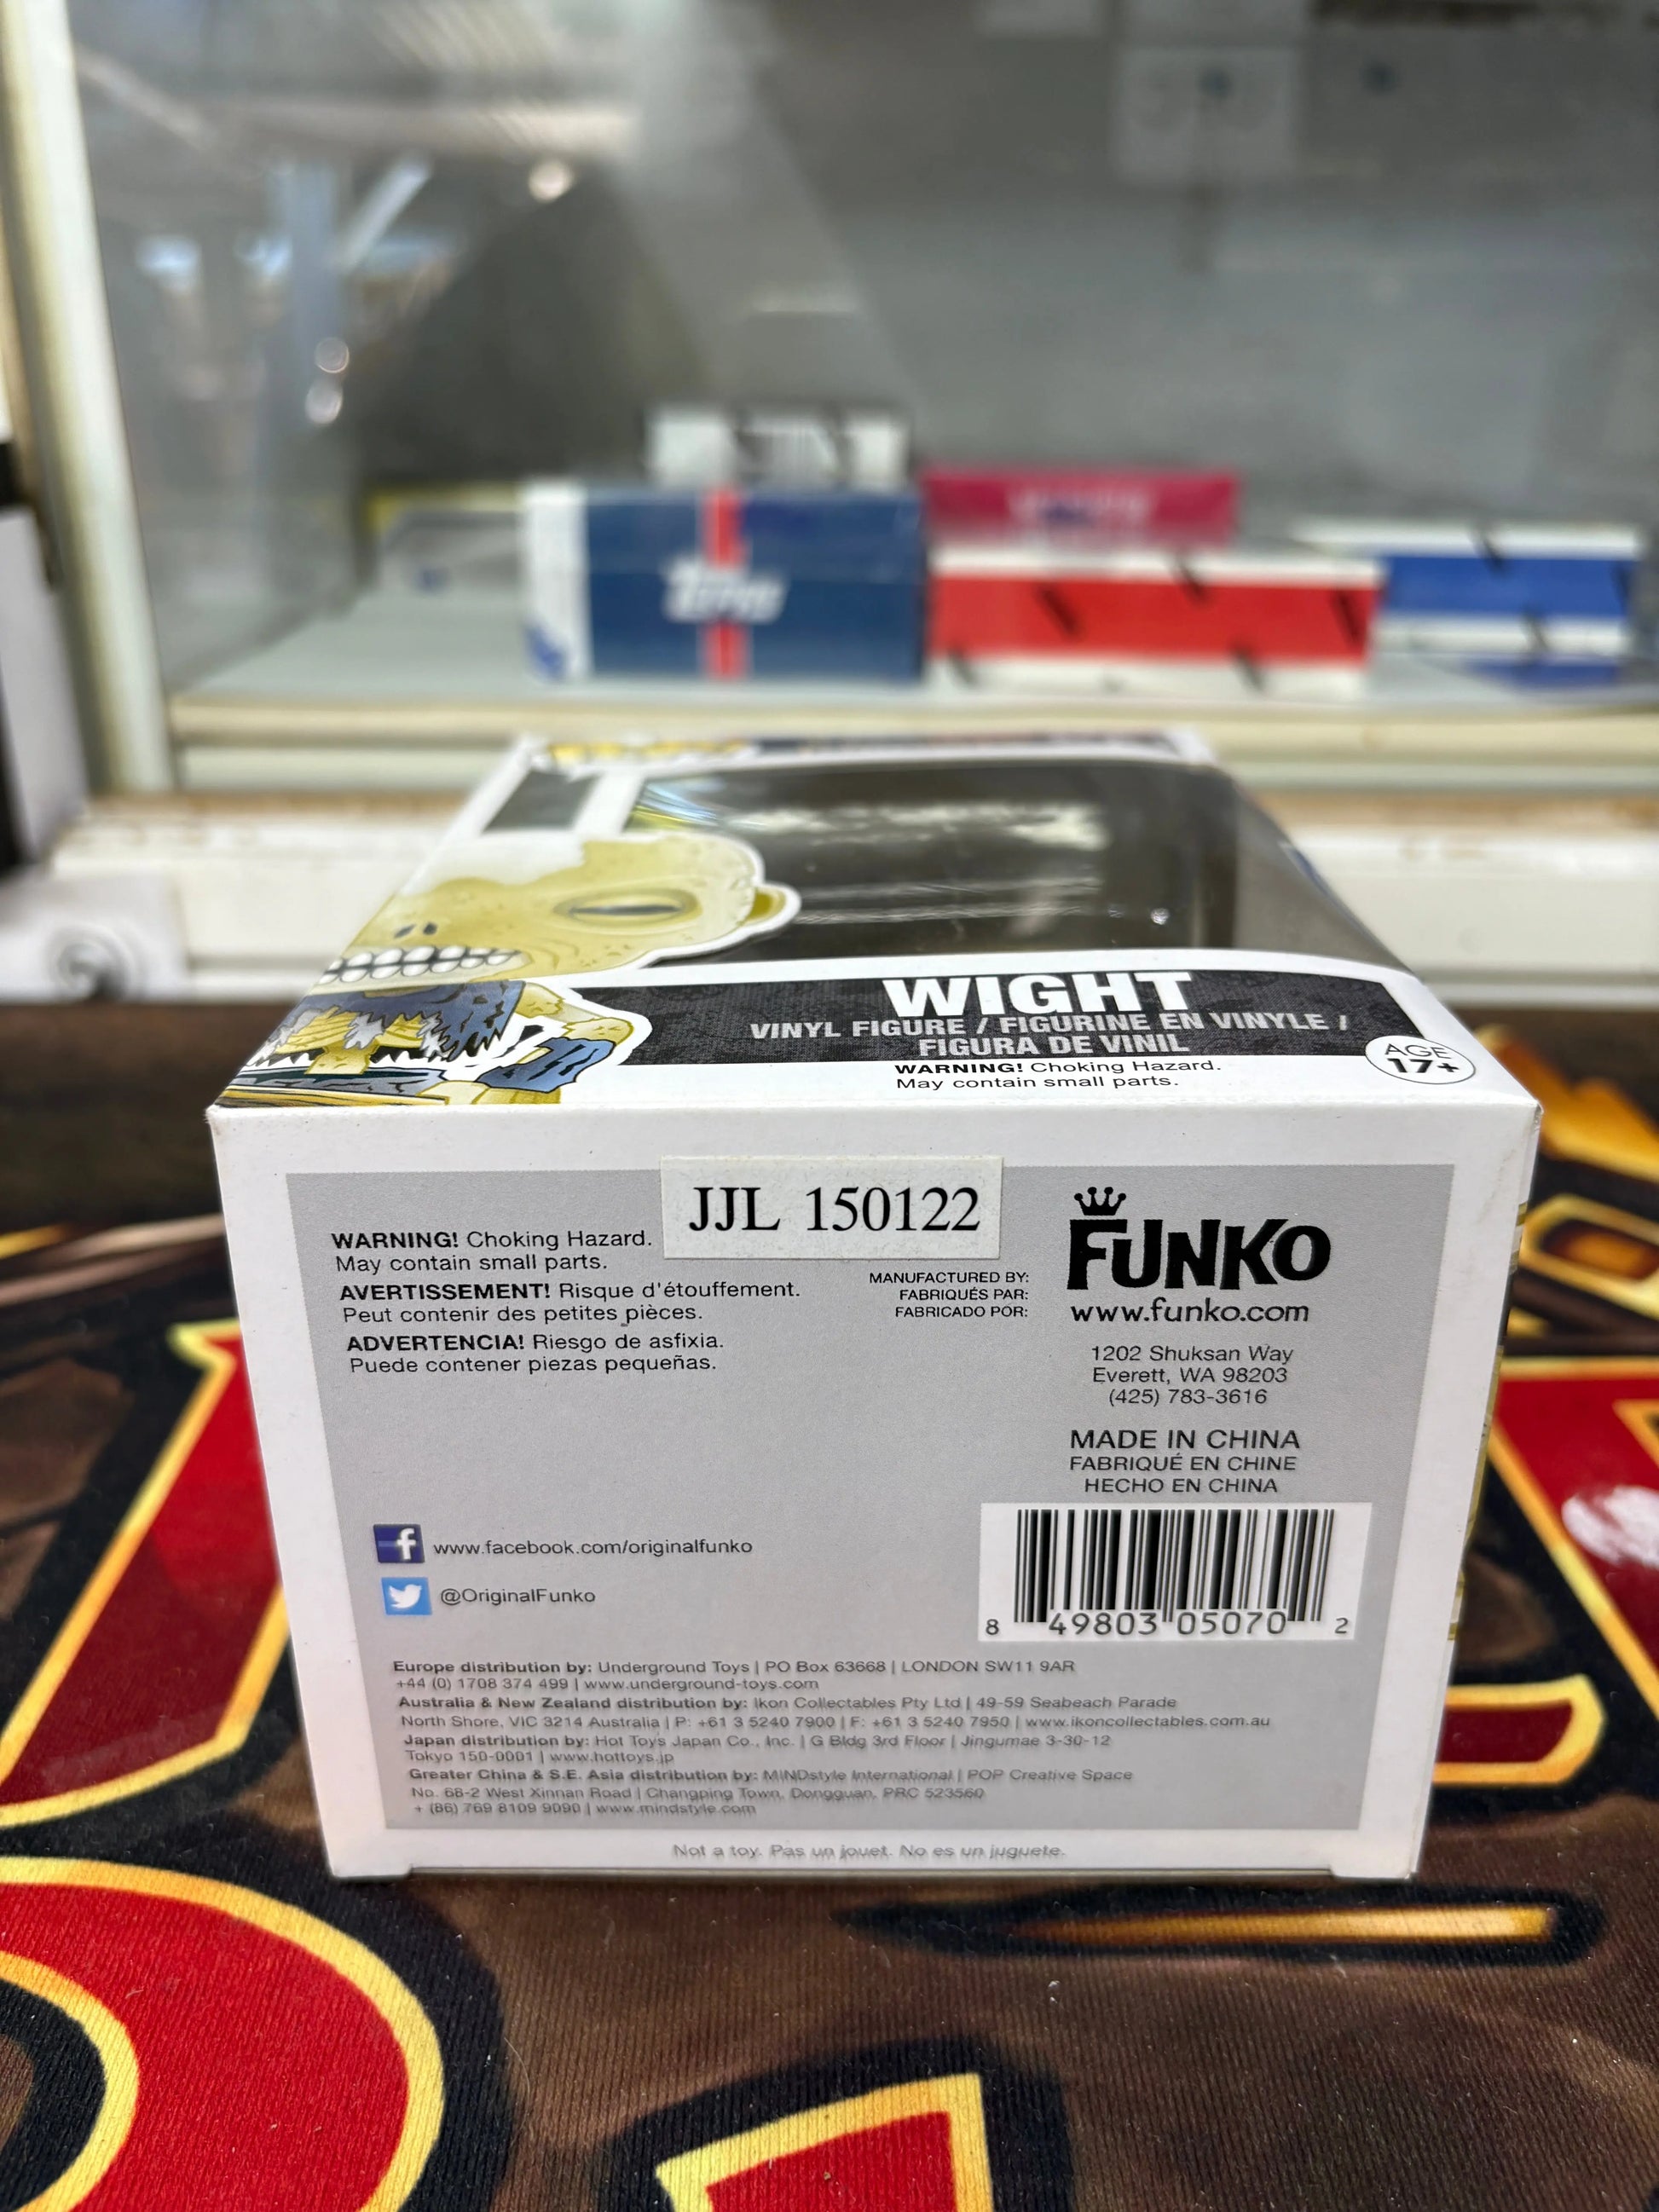 Topps
WIGHT
VINYL FIGURE / FIGURINE EN VINYLE /
FIGURA DE VINIL
WARNING! Choking Hazard.
May contain small parts.
AGE
17+
JJL 150122
WARNING! Choking Hazard.
May contain small parts.
AVERTISSEMENT! Risque d'étouffement.
Peut contenir des petites pièces.
ADVERTENCIA! Riesgo de asfixia.
Puede contener piezas pequeñas.
MANUFACTURED BY:
FABRIQUÉS PAR:
FABRICADO POR:
FUNKO
www.funko.com
1202 Shuksan Way
Everett, WA 98203
(425) 783-3616
MADE IN CHINA
FABRIQUÉ EN CHINE
HECHO EN CHINA
www.facebook.com/originalfunko
@OriginalFunko
8 49803 05070 2
Europe distribution by: Underground Toys | PO Box 63668 | LONDON SW11 9AR
+44 (0) 1708 374 499 | www.underground-toys.com
Australia & New Zealand distribution by: Ikon Collectables Pty Ltd | 49-59 Seabeach Parade
North Shore, VIC 3214 Australia | P: +61 3 5240 7900 | F: +61 3 5240 7950 | www.ikoncollectables.com.au
Japan distribution by: Hot Toys Japan Co., Inc. | G Bldg 3rd Floor | Jingumae 3-30-12
Tokyo 150-0001 | www.hottoys.jp
Greater China & S.E. Asia distribution by: MINDstyle International | POP Creative Space
No. 68-2 West Xinnan Road | Changping Town, Dongguan, PRC 523560
+ (86) 769 8109 9090 | www.mindstyle.com
Not a toy. Pas un jouet. No es un juguete.